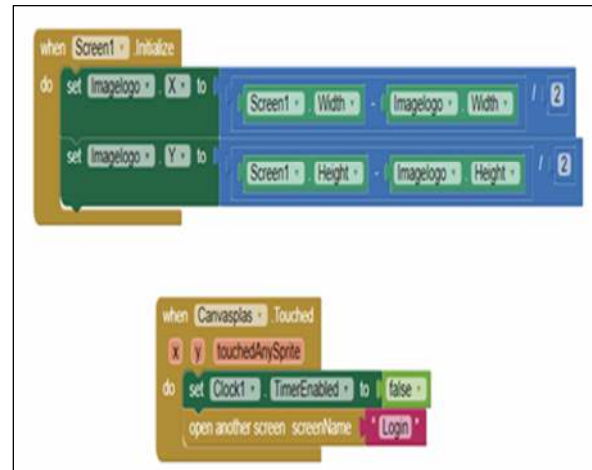 when Screen1 .Initialize
do set Imagelogo . X to Screen1 . Width - Imagelogo . Width / 2
set Imagelogo . Y to Screen1 . Height - Imagelogo . Height / 2
when Canvasplas .Touched
x y touchedAnySprite
do set Clock1 . TimerEnabled to false
open another screen screenName " Login "